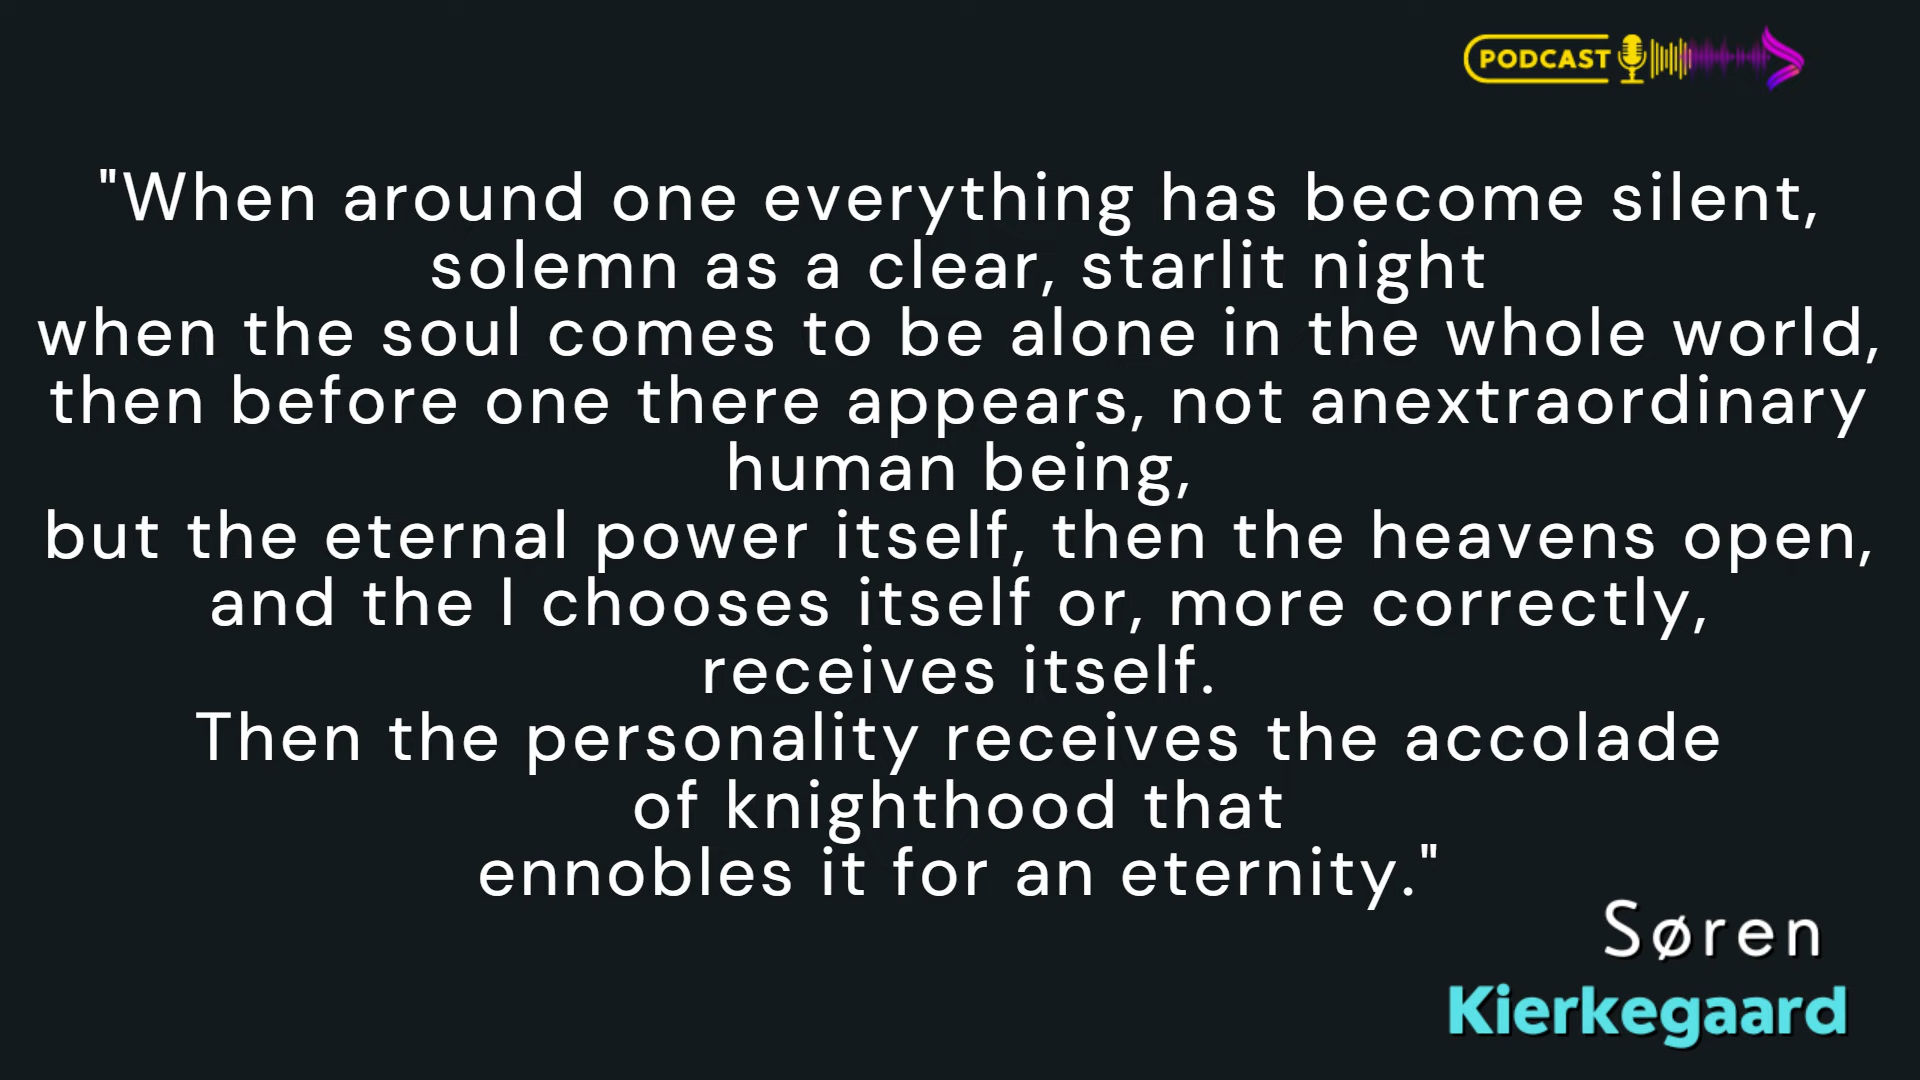 PODCAST
"When around one everything has become silent,
solemn as a clear, starlit night
when the soul comes to be alone in the whole world,
then before one there appears, not anextraordinary
human being,
but the eternal power itself, then the heavens open,
and the I chooses itself or, more correctly,
receives itself.
Then the personality receives the accolade
of knighthood that
ennobles it for an eternity."
Søren
Kierkegaard